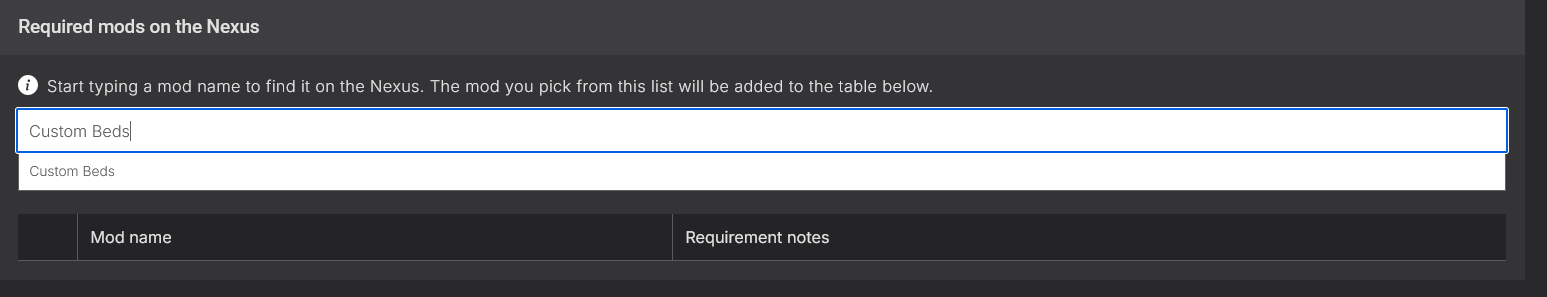 Required mods on the Nexus
i Start typing a mod name to find it on the Nexus. The mod you pick from this list will be added to the table below.
Custom Beds
Custom Beds
Mod name Requirement notes